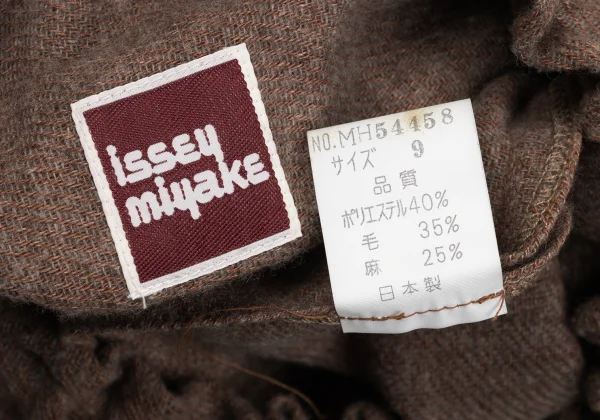 issey
miyake
NO.MH54458
サイズ 9
品質
ポリエステル40%
毛 35%
麻 25%
日本製